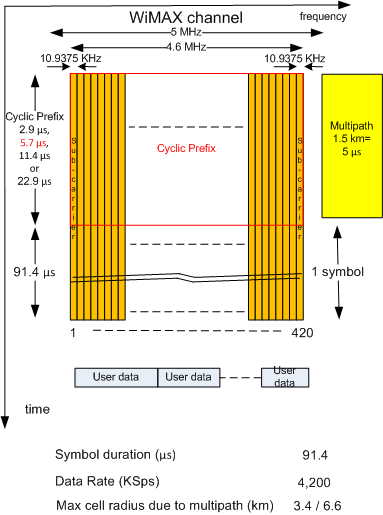 WiMAX channel
frequency
5 MHz
4.6 MHz
10.9375 KHz
10.9375 KHz
Cyclic Prefix
2.9 µs,
5.7 µs,
11.4 µs
or
22.9 µs
Sub-carrier
Cyclic Prefix
Sub-carrier
Multipath
1.5 km=
5 µs
91.4 µs
1 symbol
1
420
User data
User data
User data
time
Symbol duration (µs) 91.4
Data Rate (KSps) 4,200
Max cell radius due to multipath (km) 3.4 / 6.6